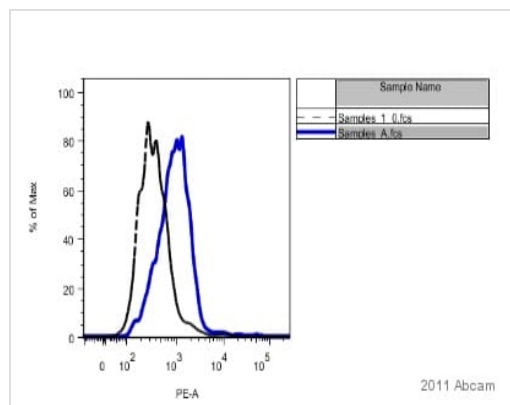 Sample Name
Samples_1_0.fcs
Samples_A.fcs
100
80
60
40
20
0
% of Max
0 10^2 10^3 10^4 10^5
PE-A
2011 Abcam